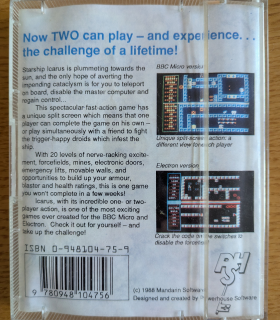 Now TWO can play – and experience...
the challenge of a lifetime!
Starship Icarus is plummeting towards the
sun, and the only hope of averting the
impending cataclysm is for you to teleport
on board, disable the master computer and
regain control...
This spectacular fast-action game has
a unique split screen which means that one
player can complete the game on his own –
or play simultaneously with a friend to fight
the trigger-happy droids which infest the
ship.
With 20 levels of nerve-racking excite-
ment, forcefields, mines, electronic doors,
emergency lifts, movable walls, and
opportunities to build up your armour,
blaster and health ratings, this is one game
you won't complete in a few weeks!
Icarus, with its incredible one- or two-
player action, is one of the most exciting
games ever created for the BBC Micro and
Electron. Check it out for yourself – and
take up the challenge!
BBC Micro version
Unique split-screen action: a
different view for each player
Electron version
Crack the code on the switches to
disable the forcefield
ISBN 0-948104-75-9
9 780948 104756
(c) 1988 Mandarin Software
Designed and created by Powerhouse Software